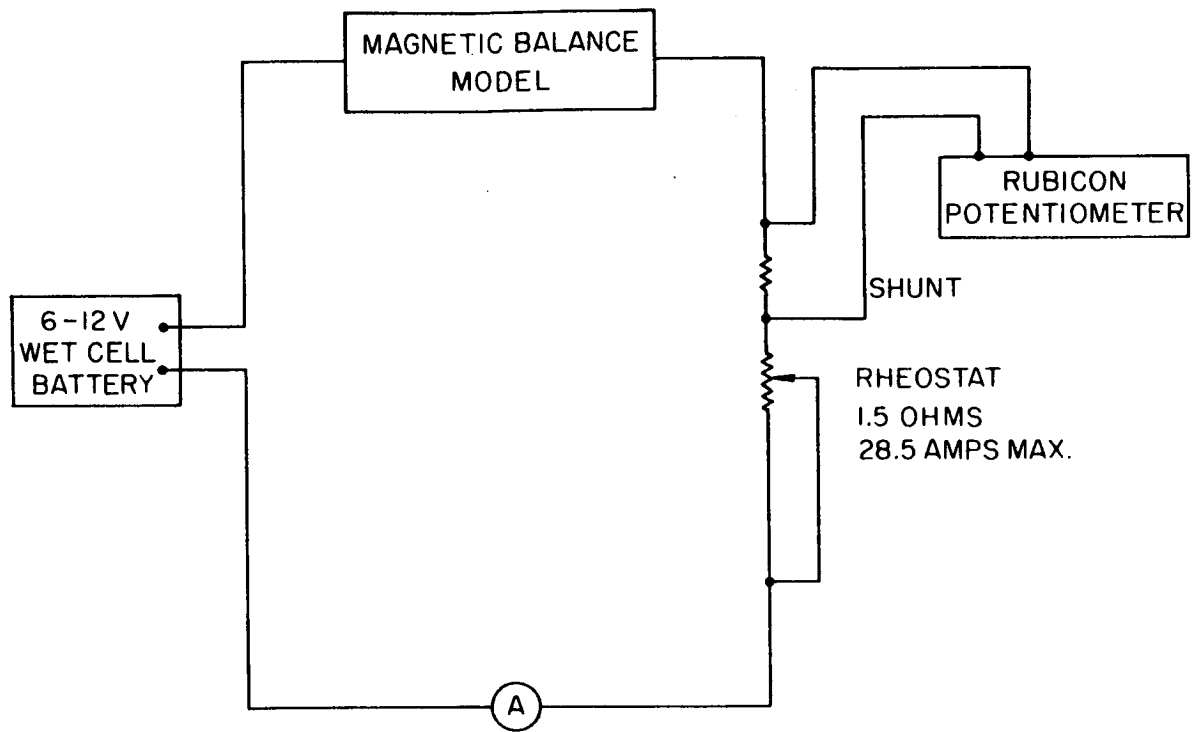 MAGNETIC BALANCE
MODEL
RUBICON
POTENTIOMETER
SHUNT
6-12 V
WET CELL
BATTERY
RHEOSTAT
1.5 OHMS
28.5 AMPS MAX.
A